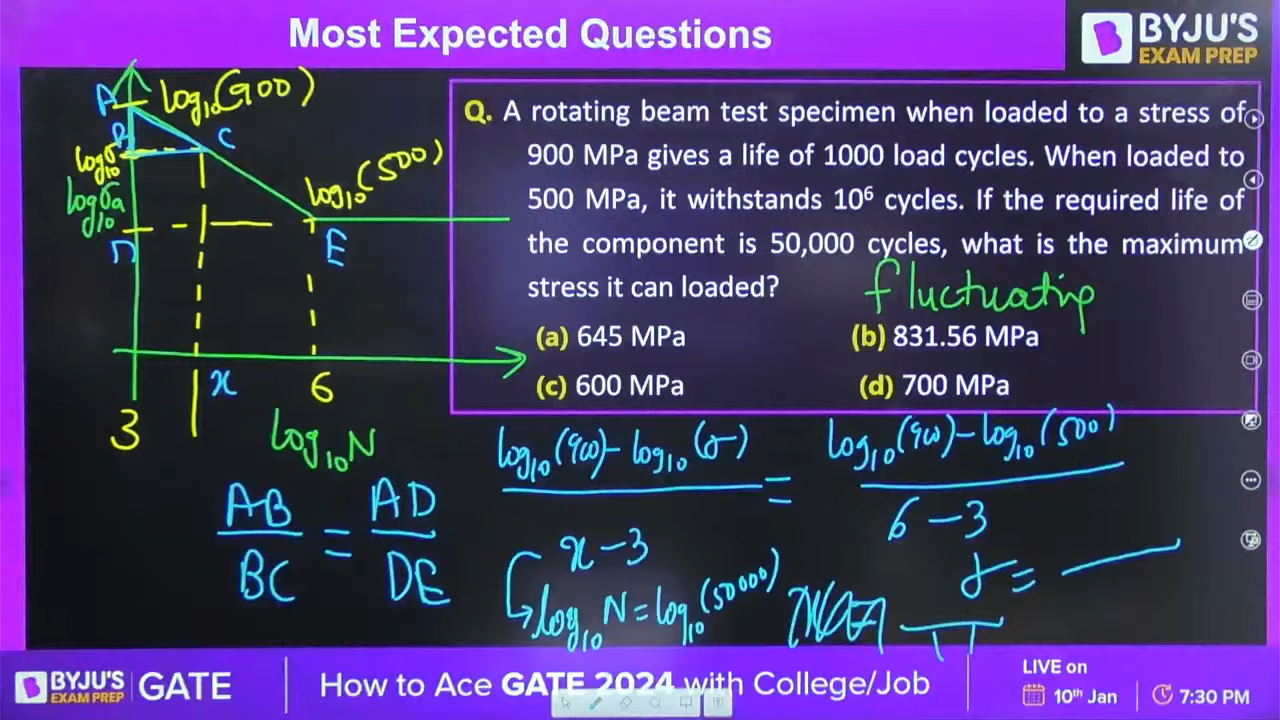 Most Expected Questions
BYJU'S
EXAM PREP
A
log₁₀(900)
B
C
log₁₀σ
log₁₀(500)
log₁₀σa
D
E
x
3
6
log₁₀N
Q. A rotating beam test specimen when loaded to a stress of
900 MPa gives a life of 1000 load cycles. When loaded to
500 MPa, it withstands 10⁶ cycles. If the required life of
the component is 50,000 cycles, what is the maximum
stress it can loaded?
fluctuating
(a) 645 MPa
(b) 831.56 MPa
(c) 600 MPa
(d) 700 MPa
AB/BC = AD/DE
log₁₀(900)-log₁₀(σ) = log₁₀(900)-log₁₀(500)
x-3
6-3
log₁₀N=log₁₀(50000)
σ=
BYJU'S
EXAM PREP
GATE
How to Ace GATE 2024 with College/Job
LIVE on
10th Jan
7:30 PM